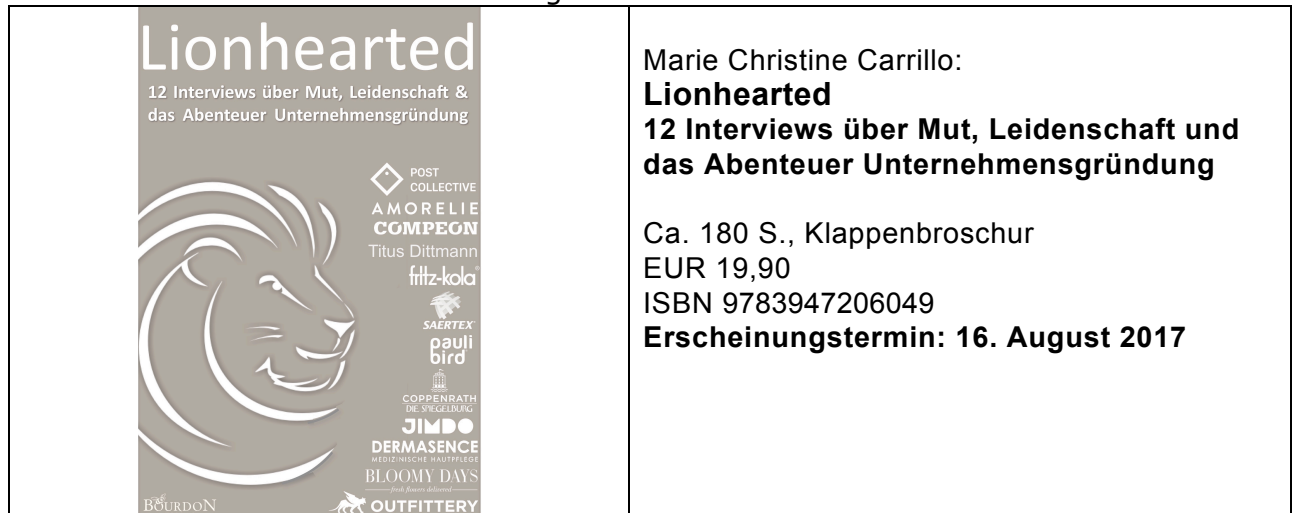 Lionhearted
12 Interviews über Mut, Leidenschaft &
das Abenteuer Unternehmensgründung
POST
COLLECTIVE
AMORELIE
COMPEON
Titus Dittmann
fritz-kola®
SAERTEX
pauli
bird
COPPENRATH
DIE SPIEGELBURG
JIMDO
DERMASENCE
MEDIZINISCHE HAUTPFLEGE
BLOOMY DAYS
fresh flowers delivered
OUTFITTERY
BOURDON
Marie Christine Carrillo:
Lionhearted
12 Interviews über Mut, Leidenschaft und
das Abenteuer Unternehmensgründung
Ca. 180 S., Klappenbroschur
EUR 19,90
ISBN 9783947206049
Erscheinungstermin: 16. August 2017